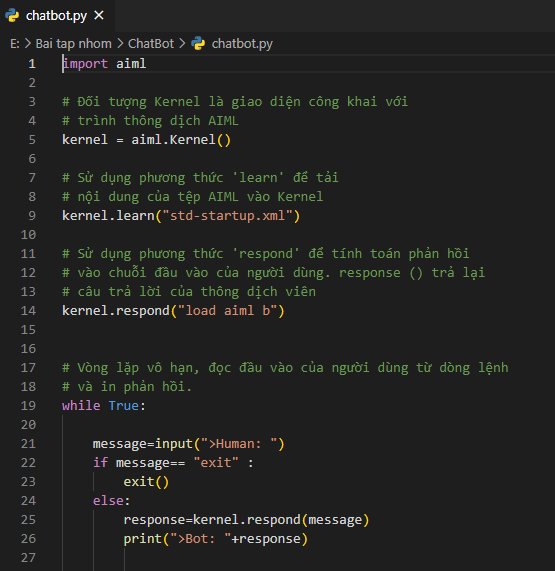 chatbot.py
E: > Bai tap nhom > ChatBot > chatbot.py
1 import aiml
2
3 # Đối tượng Kernel là giao diện công khai với
4 # trình thông dịch AIML
5 kernel = aiml.Kernel()
6
7 # Sử dụng phương thức 'learn' để tải
8 # nội dung của tệp AIML vào Kernel
9 kernel.learn("std-startup.xml")
10
11 # Sử dụng phương thức 'respond' để tính toán phản hồi
12 # vào chuỗi đầu vào của người dùng. response () trả lại
13 # câu trả lời của thông dịch viên
14 kernel.respond("load aiml b")
15
16
17 # Vòng lặp vô hạn, đọc đầu vào của người dùng từ dòng lệnh
18 # và in phản hồi.
19 while True:
20
21     message=input(">Human: ")
22     if message== "exit" :
23         exit()
24     else:
25         response=kernel.respond(message)
26         print(">Bot: "+response)
27